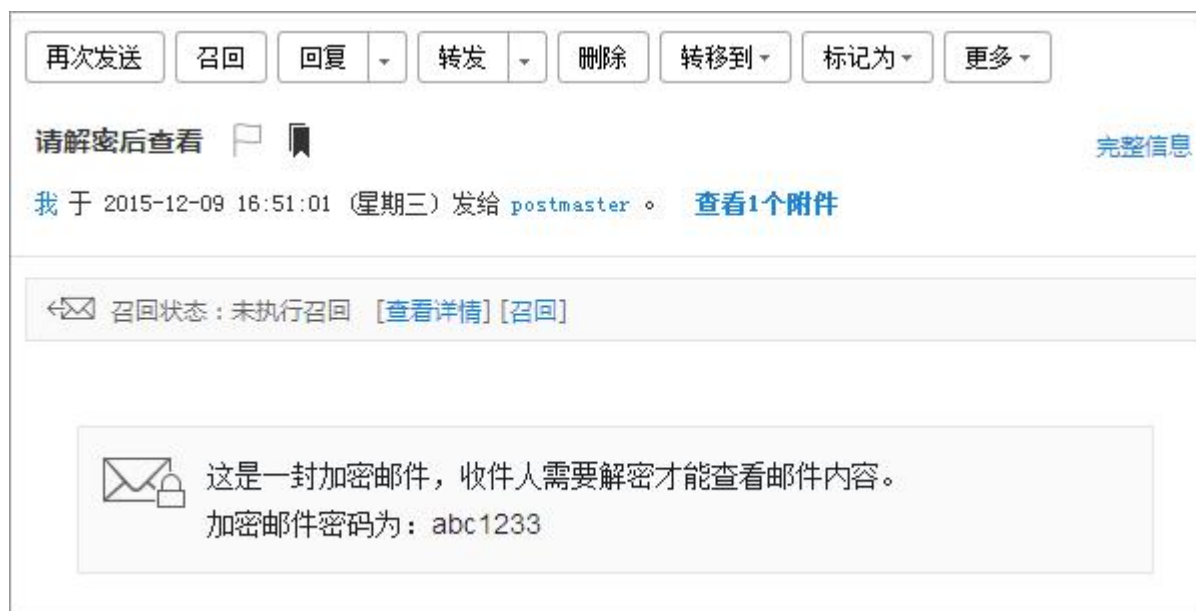 再次发送 召回 回复 转发 删除 转移到 标记为 更多
请解密后查看 完整信息
我 于 2015-12-09 16:51:01 (星期三) 发给 postmaster 。 查看1个附件
召回状态：未执行召回 [查看详情] [召回]
这是一封加密邮件，收件人需要解密才能查看邮件内容。
加密邮件密码为：abc1233